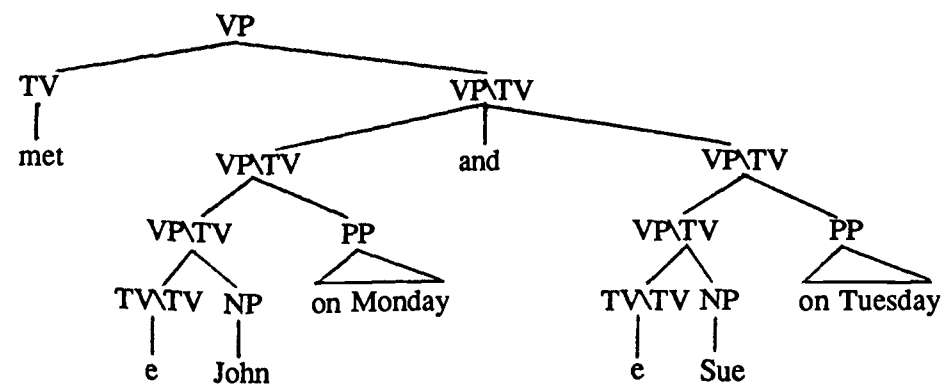 VP
TV VP\TV
met VP\TV and VP\TV
VP\TV PP VP\TV PP
TV\TV NP on Monday TV\TV NP on Tuesday
e John e Sue